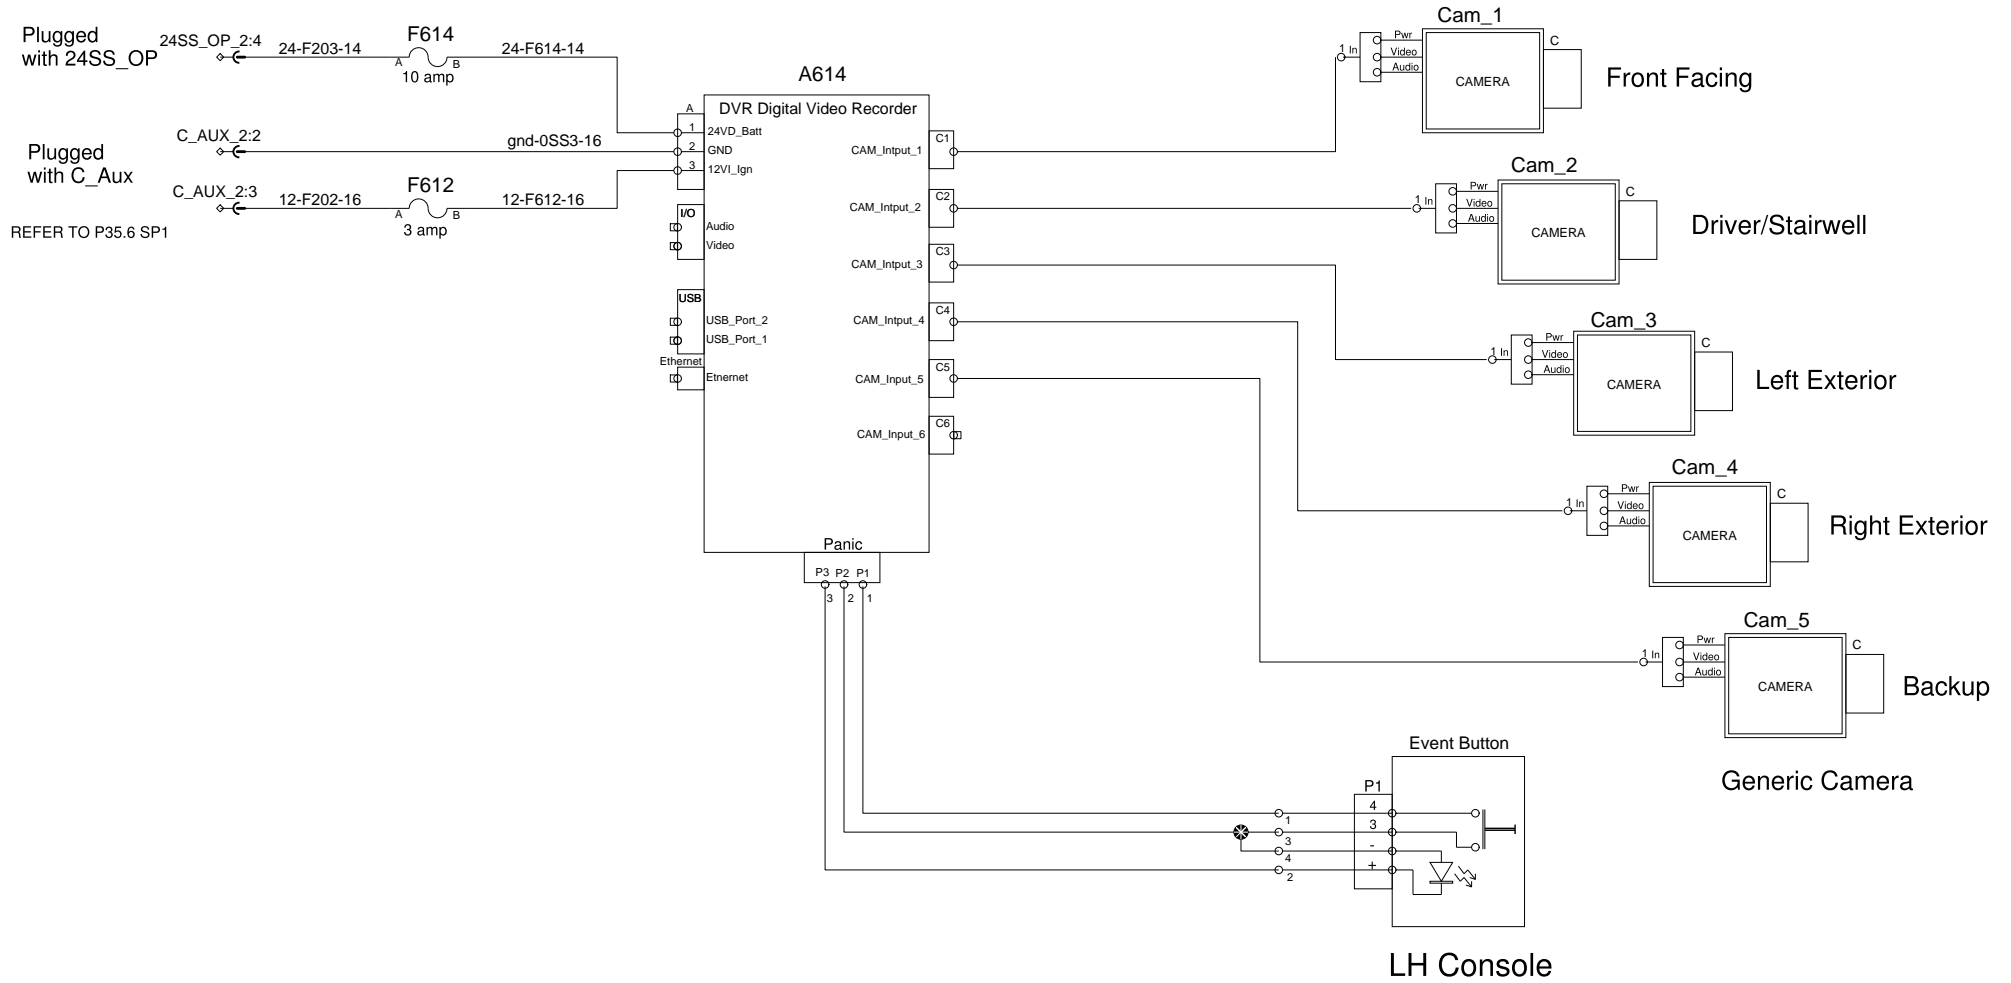 Plugged
with 24SS_OP
24SS_OP_2:4
24-F203-14
F614
A
B
10 amp
24-F614-14
Plugged
with C_Aux
C_AUX_2:2
gnd-0SS3-16
C_AUX_2:3
12-F202-16
F612
A
B
3 amp
12-F612-16
REFER TO P35.6 SP1
A614
DVR Digital Video Recorder
A
1
24VD_Batt
2
GND
3
12VI_Ign
I/O
Audio
Video
USB
USB_Port_2
USB_Port_1
Ethernet
Etnernet
CAM_Intput_1
C1
CAM_Intput_2
C2
CAM_Intput_3
C3
CAM_Intput_4
C4
CAM_Input_5
C5
CAM_Input_6
C6
Panic
P3 P2 P1
3 2 1
Cam_1
1 In
Pwr
Video
Audio
CAMERA
C
Front Facing
Cam_2
1 In
Pwr
Video
Audio
CAMERA
C
Driver/Stairwell
Cam_3
1 In
Pwr
Video
Audio
CAMERA
C
Left Exterior
Cam_4
1 In
Pwr
Video
Audio
CAMERA
C
Right Exterior
Cam_5
1 In
Pwr
Video
Audio
CAMERA
C
Backup
Generic Camera
Event Button
P1
4
1
3
3
-
4
+
2
LH Console